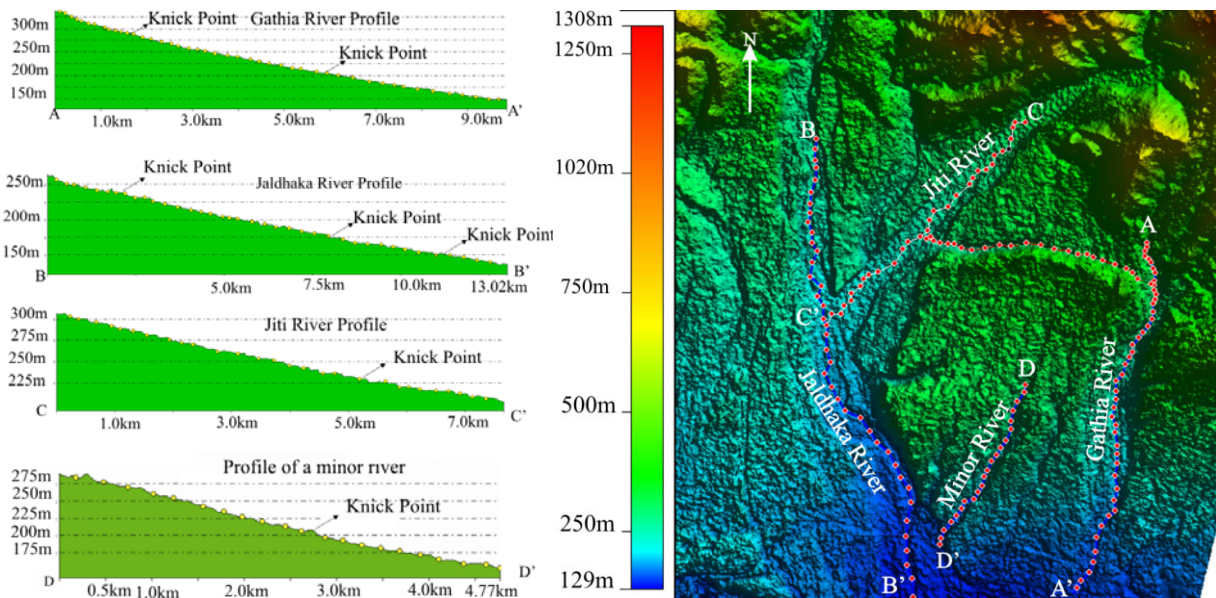 Knick Point Gathia River Profile
Knick Point
300m
250m
200m
150m
A
A'
1.0km
3.0km
5.0km
7.0km
9.0km
Knick Point
Jaldhaka River Profile
Knick Point
Knick Point
250m
200m
150m
B
B'
5.0km
7.5km
10.0km
13.02km
Jiti River Profile
Knick Point
300m
275m
250m
225m
C
C'
1.0km
3.0km
5.0km
7.0km
Profile of a minor river
Knick Point
275m
250m
225m
200m
175m
D
D'
0.5km
1.0km
2.0km
3.0km
4.0km
4.77km
1308m
1250m
1020m
750m
500m
250m
129m
N
B
C
Jiti River
A
C'
D
Jaldhaka River
Minor River
Gathia River
D'
B'
A'